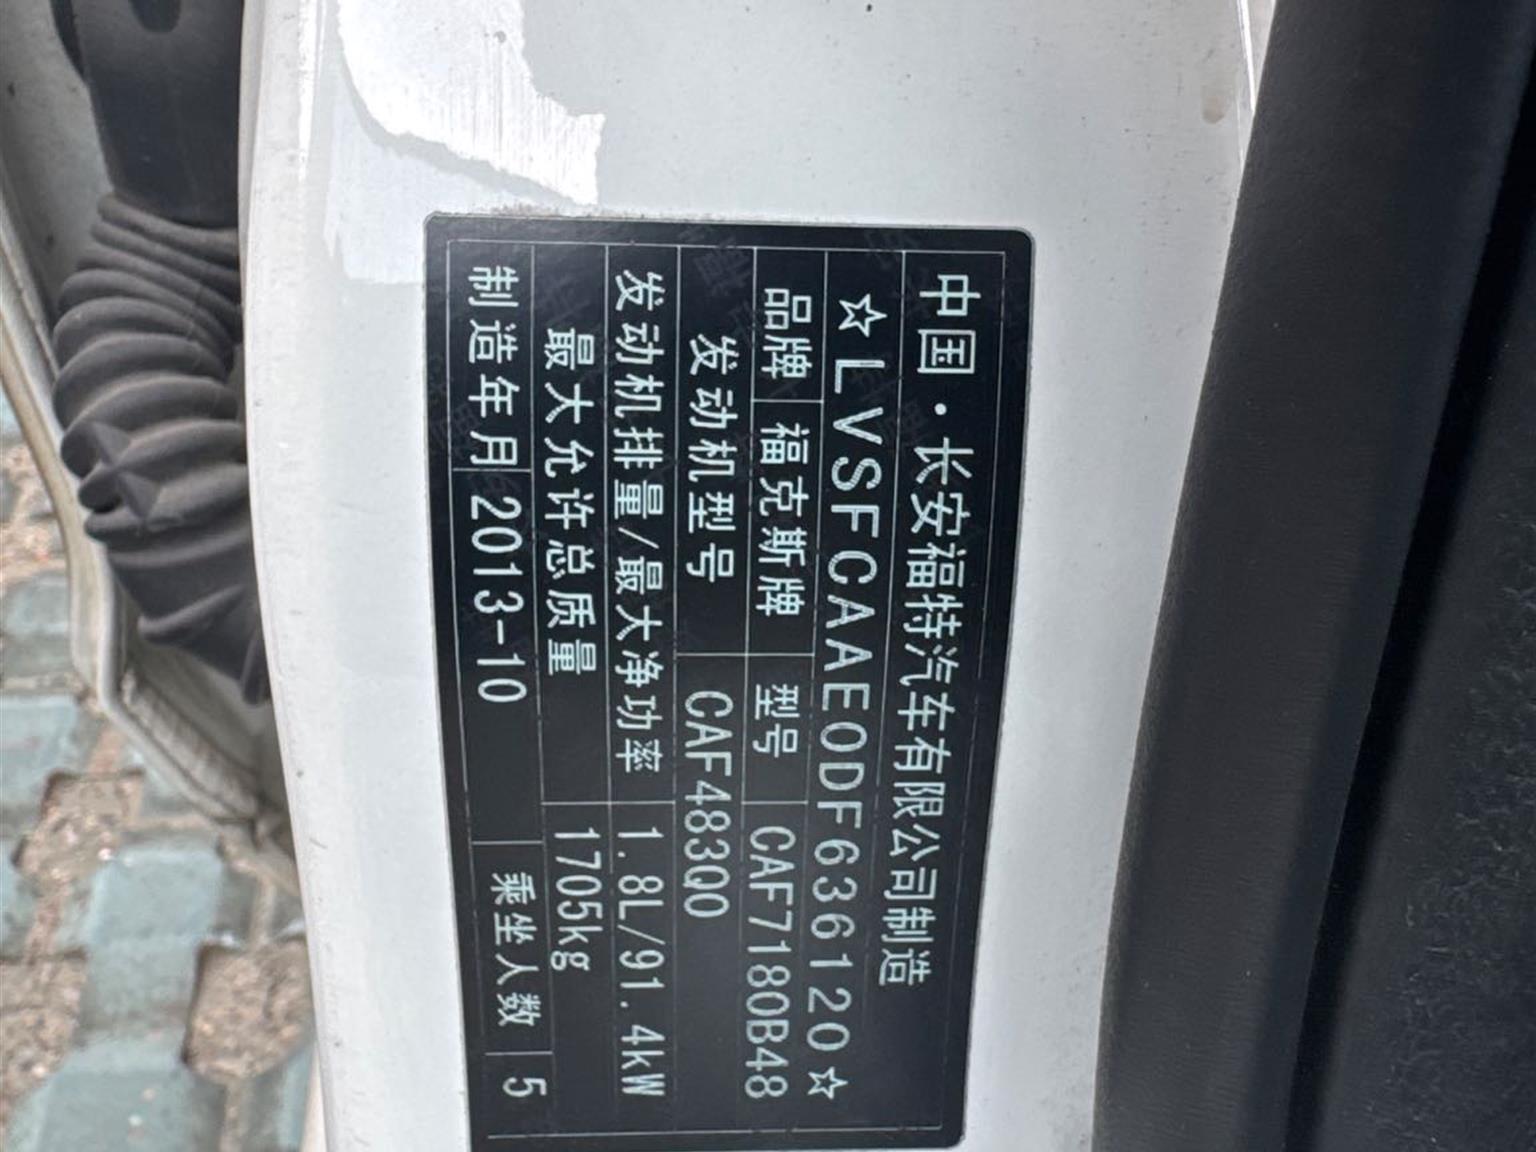 中国·长安福特汽车有限公司制造
☆LVSFCAAE0DF636120☆
品牌 福克斯牌 型号 CAF7180B48
发动机型号 CAF483Q0
发动机排量/最大净功率 1.8L/91.4kW
最大允许总质量 1705kg
制造年月 2013-10 乘坐人数 5